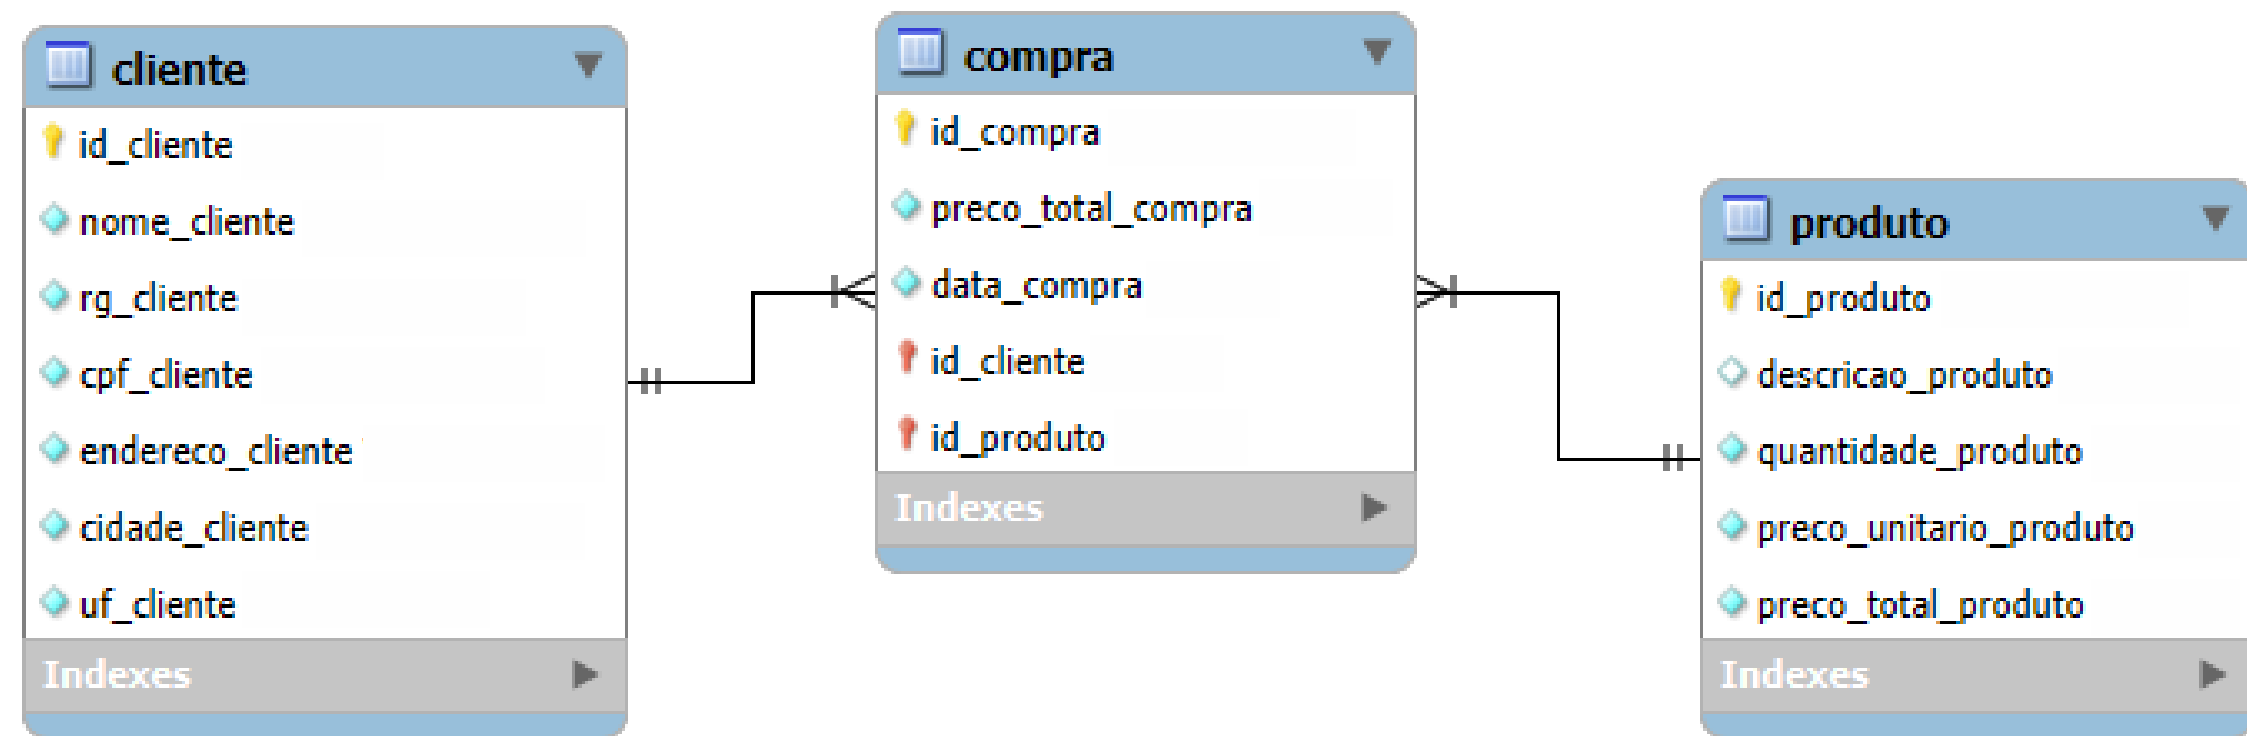 cliente
id_cliente
nome_cliente
rg_cliente
cpf_cliente
endereco_cliente
cidade_cliente
uf_cliente
Indexes
compra
id_compra
preco_total_compra
data_compra
id_cliente
id_produto
Indexes
produto
id_produto
descricao_produto
quantidade_produto
preco_unitario_produto
preco_total_produto
Indexes